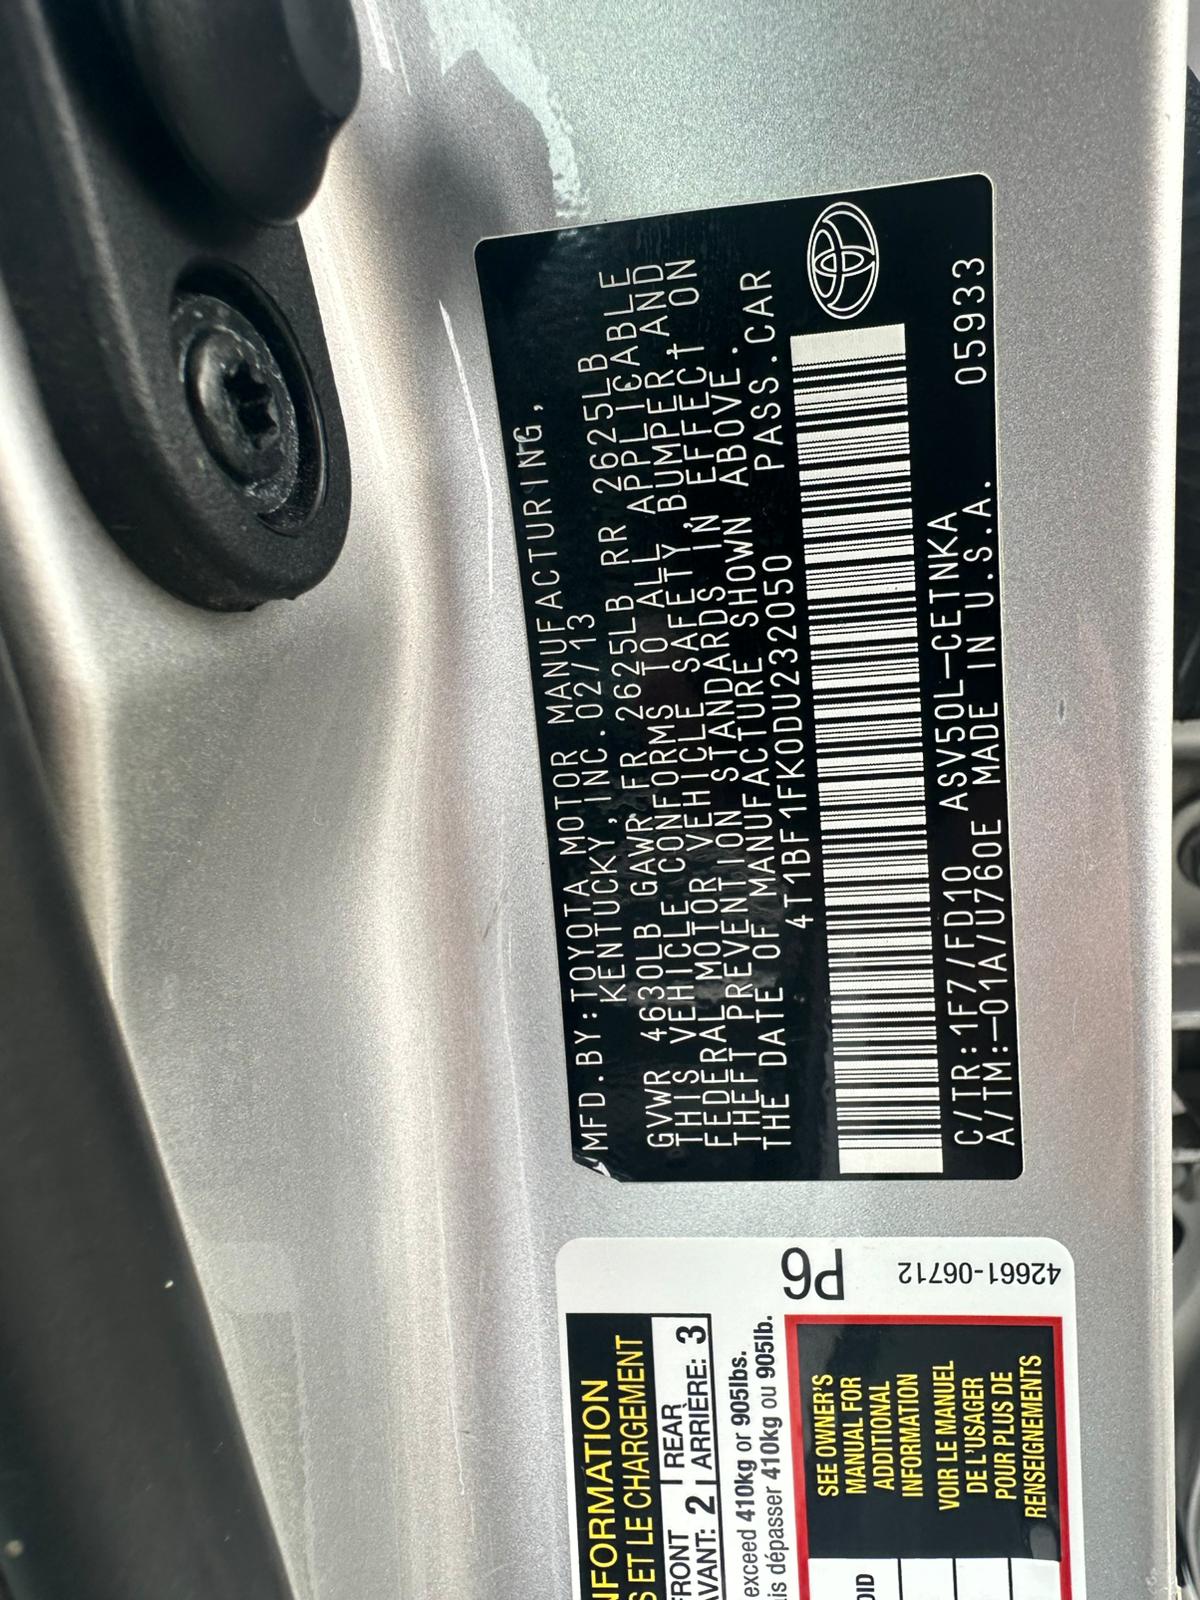 MFD.BY:TOYOTA MOTOR MANUFACTURING,
KENTUCKY,INC.02/13
GVWR 4630LB GAWR FR 2625LB RR 2625LB
THIS VEHICLE CONFORMS TO ALL APPLICABLE
FEDERAL MOTOR VEHICLE SAFETY,BUMPER,AND
THEFT PREVENTION STANDARDS IN EFFECT ON
THE DATE OF MANUFACTURE SHOWN ABOVE.
4T1BF1FK0DU232050 PASS.CAR
C/TR:1F7/FD10 ASV50L-CETNKA
A/TM:-01A/U760E MADE IN U.S.A. 05933
P6
42661-06712
NFORMATION
S ET LE CHARGEMENT
FRONT
AVANT: 2
REAR
ARRIÈRE: 3
exceed 410kg or 905lbs.
ais dépasser 410kg ou 905lb.
SEE OWNER'S
MANUAL FOR
ADDITIONAL
INFORMATION
VOIR LE MANUEL
DE L'USAGER
POUR PLUS DE
RENSEIGNEMENTS
OID